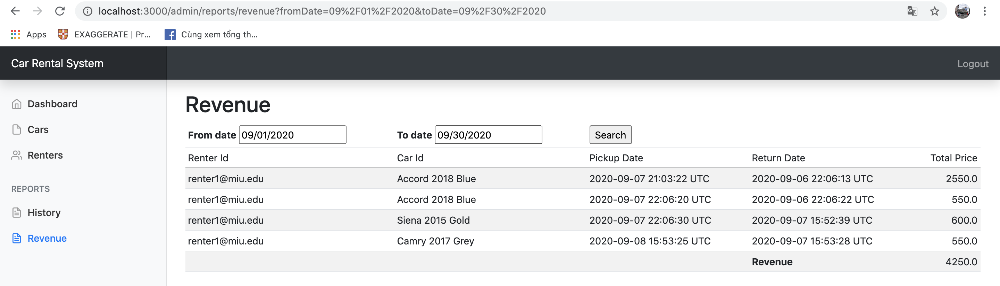 localhost:3000/admin/reports/revenue?fromDate=09%2F01%2F2020&toDate=09%2F30%2F2020
Apps EXAGGERATE | Pr... Cùng xem tổng th...
Car Rental System Logout
Dashboard
Cars
Renters
REPORTS
History
Revenue
Revenue
From date 09/01/2020 To date 09/30/2020 Search
Renter Id Car Id Pickup Date Return Date Total Price
renter1@miu.edu Accord 2018 Blue 2020-09-07 21:03:22 UTC 2020-09-06 22:06:13 UTC 2550.0
renter1@miu.edu Accord 2018 Blue 2020-09-07 22:06:20 UTC 2020-09-06 22:06:22 UTC 550.0
renter1@miu.edu Siena 2015 Gold 2020-09-07 22:06:30 UTC 2020-09-07 15:52:39 UTC 600.0
renter1@miu.edu Camry 2017 Grey 2020-09-08 15:53:25 UTC 2020-09-07 15:53:28 UTC 550.0
Revenue 4250.0